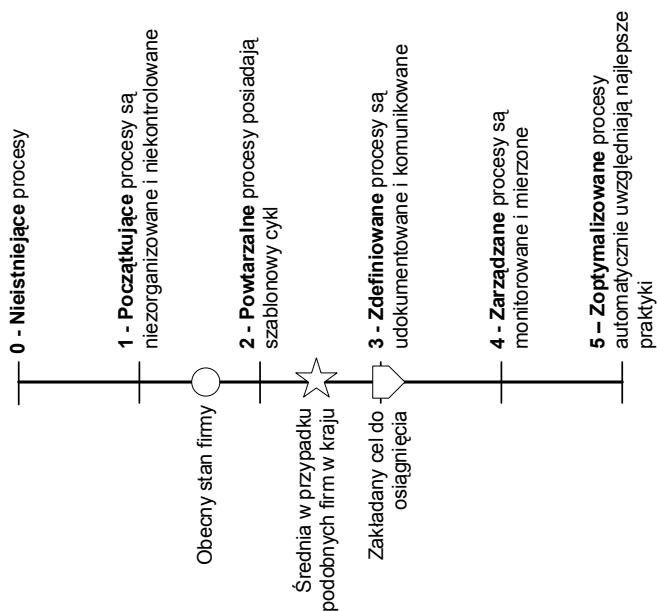 0 - Nieistniejące procesy
1 - Początkujące procesy są
niezorganizowane i niekontrolowane
2 - Powtarzalne procesy posiadają
szablonowy cykl
3 - Zdefiniowane procesy są
udokumentowane i komunikowane
4 - Zarządzane procesy są
monitorowane i mierzone
5 – Zoptymalizowane procesy
automatycznie uwzględniają najlepsze
praktyki
Obecny stan firmy
Średnia w przypadku
podobnych firm w kraju
Zakładany cel do
osiągnięcia